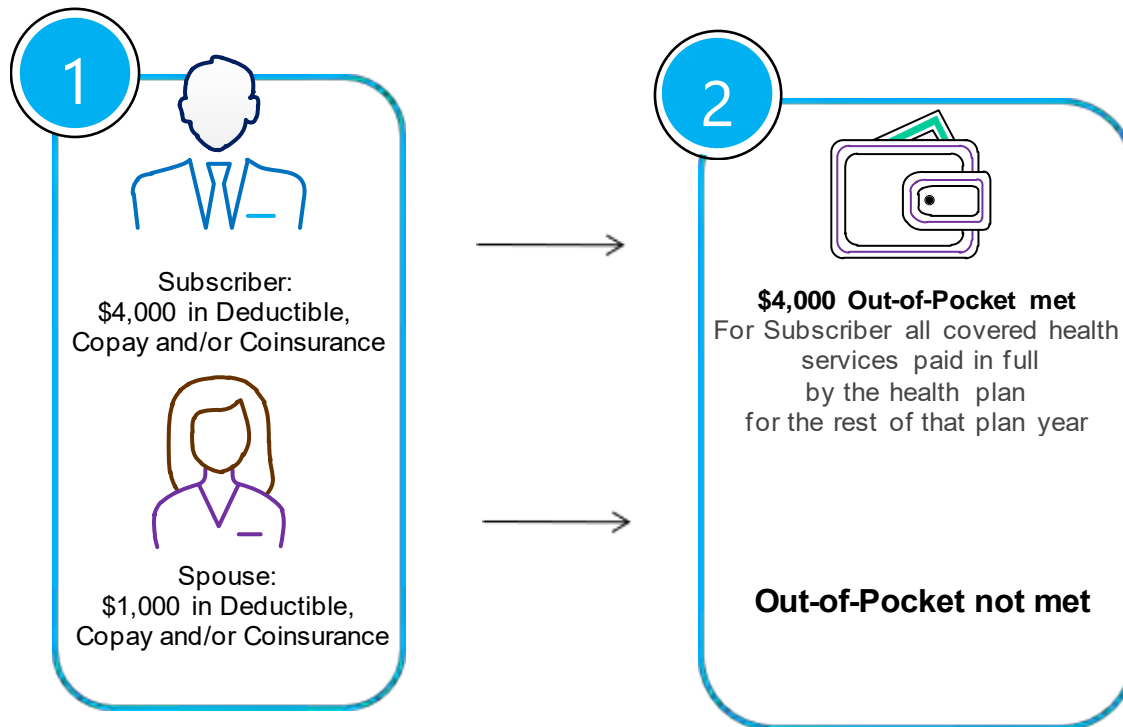 1
Subscriber:
$4,000 in Deductible,
Copay and/or Coinsurance
Spouse:
$1,000 in Deductible,
Copay and/or Coinsurance
2
$4,000 Out-of-Pocket met
For Subscriber all covered health
services paid in full
by the health plan
for the rest of that plan year
Out-of-Pocket not met